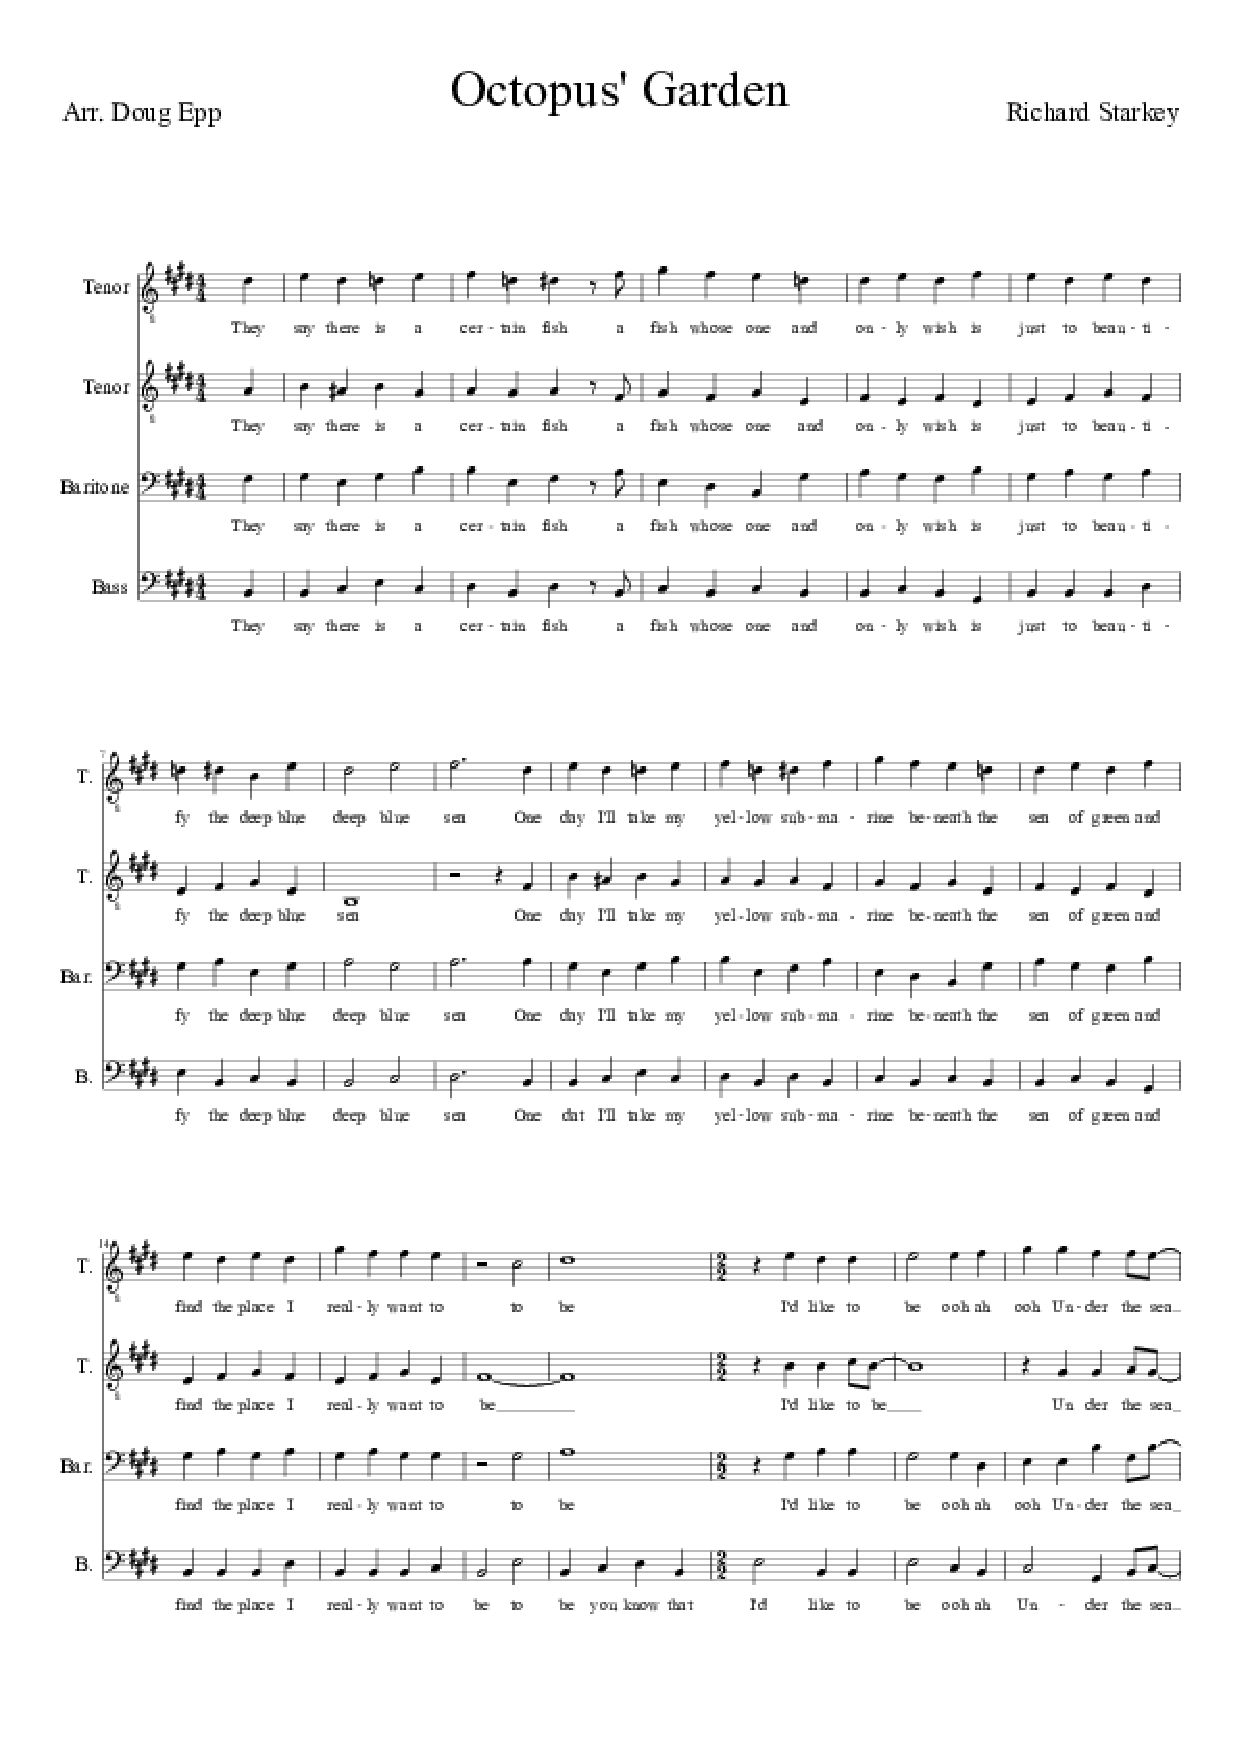 Octopus' Garden
Arr. Doug Epp
Richard Starkey
Tenor
They say there is a cer - tain fish a fish whose one and on - ly wish is just to beau - ti -
Tenor
They say there is a cer - tain fish a fish whose one and on - ly wish is just to beau - ti -
Baritone
They say there is a cer - tain fish a fish whose one and on - ly wish is just to beau - ti -
Bass
They say there is a cer - tain fish a fish whose one and on - ly wish is just to beau - ti -
7
T.
fy the deep blue deep blue sea One day I'll take my yel - low sub - ma - rine be - neath the sea of green and
T.
fy the deep blue sea One day I'll take my yel - low sub - ma - rine be - neath the sea of green and
Bar.
fy the deep blue deep blue sea One day I'll take my yel - low sub - ma - rine be - neath the sea of green and
B.
fy the deep blue deep blue sea One dat I'll take my yel - low sub - ma - rine be - neath the sea of green and
14
T.
find the place I real - ly want to to be I'd like to be ooh ah ooh Un - der the sea_
T.
find the place I real - ly want to be_ I'd like to be_ Un der the sea_
Bar.
find the place I real - ly want to to be I'd like to be ooh ah ooh Un - der the sea_
B.
find the place I real - ly want to be to be you know that I'd like to be ooh ah Un - der the sea_